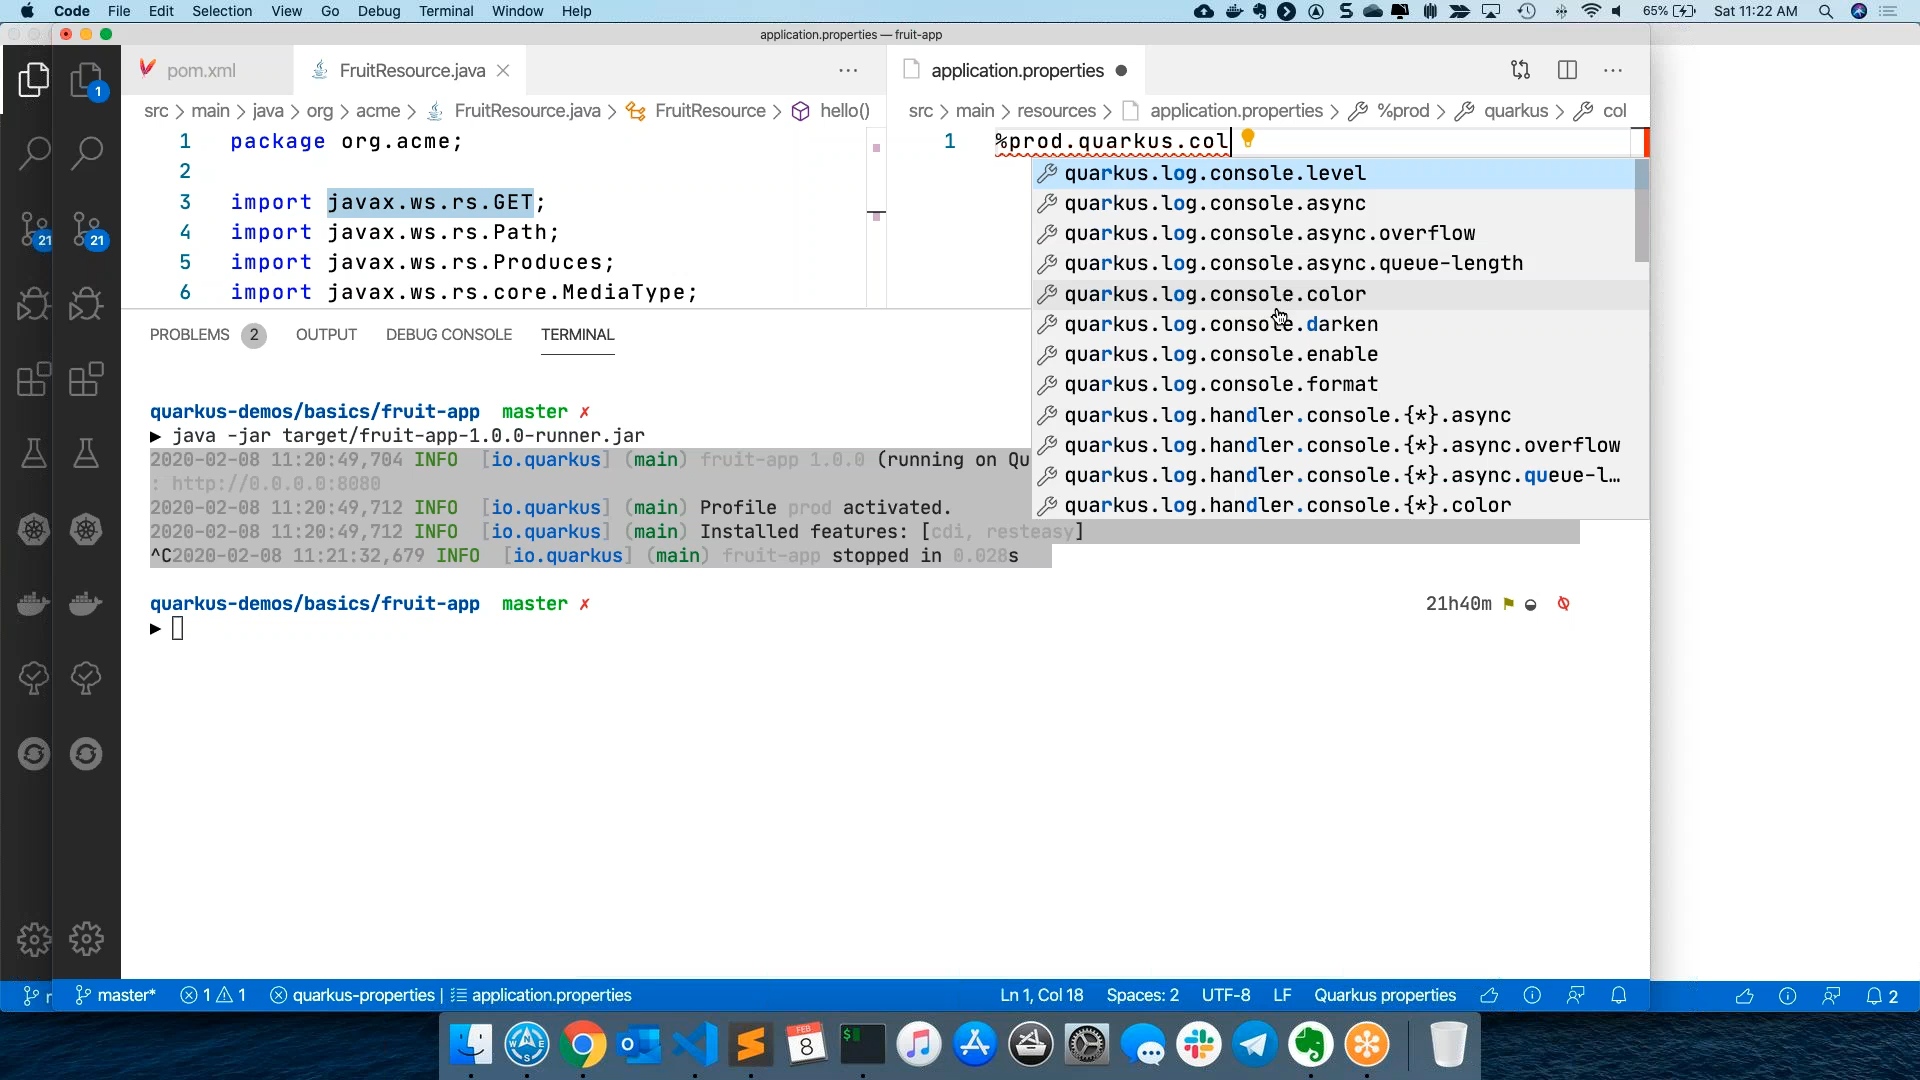 Code File Edit Selection View Go Debug Terminal Window Help
65% Sat 11:22 AM
application.properties — fruit-app
pom.xml FruitResource.java
application.properties
src > main > java > org > acme > FruitResource.java > FruitResource > hello()
src > main > resources > application.properties > %prod > quarkus > col
1 package org.acme;
2
3 import javax.ws.rs.GET;
4 import javax.ws.rs.Path;
5 import javax.ws.rs.Produces;
6 import javax.ws.rs.core.MediaType;
1 %prod.quarkus.col
quarkus.log.console.level
quarkus.log.console.async
quarkus.log.console.async.overflow
quarkus.log.console.async.queue-length
quarkus.log.console.color
quarkus.log.console.darken
quarkus.log.console.enable
quarkus.log.console.format
quarkus.log.handler.console.{*}.async
quarkus.log.handler.console.{*}.async.overflow
quarkus.log.handler.console.{*}.async.queue-l…
quarkus.log.handler.console.{*}.color
1
21 21
PROBLEMS 2 OUTPUT DEBUG CONSOLE TERMINAL
quarkus-demos/basics/fruit-app master ✗
▶ java -jar target/fruit-app-1.0.0-runner.jar
2020-02-08 11:20:49,704 INFO [io.quarkus] (main) fruit-app 1.0.0 (running on Qu
: http://0.0.0.0:8080
2020-02-08 11:20:49,712 INFO [io.quarkus] (main) Profile prod activated.
2020-02-08 11:20:49,712 INFO [io.quarkus] (main) Installed features: [cdi, resteasy]
^C2020-02-08 11:21:32,679 INFO [io.quarkus] (main) fruit-app stopped in 0.028s
quarkus-demos/basics/fruit-app master ✗
21h40m
▶
master* 1 1 quarkus-properties | application.properties
Ln 1, Col 18 Spaces: 2 UTF-8 LF Quarkus properties
2
FEB
8